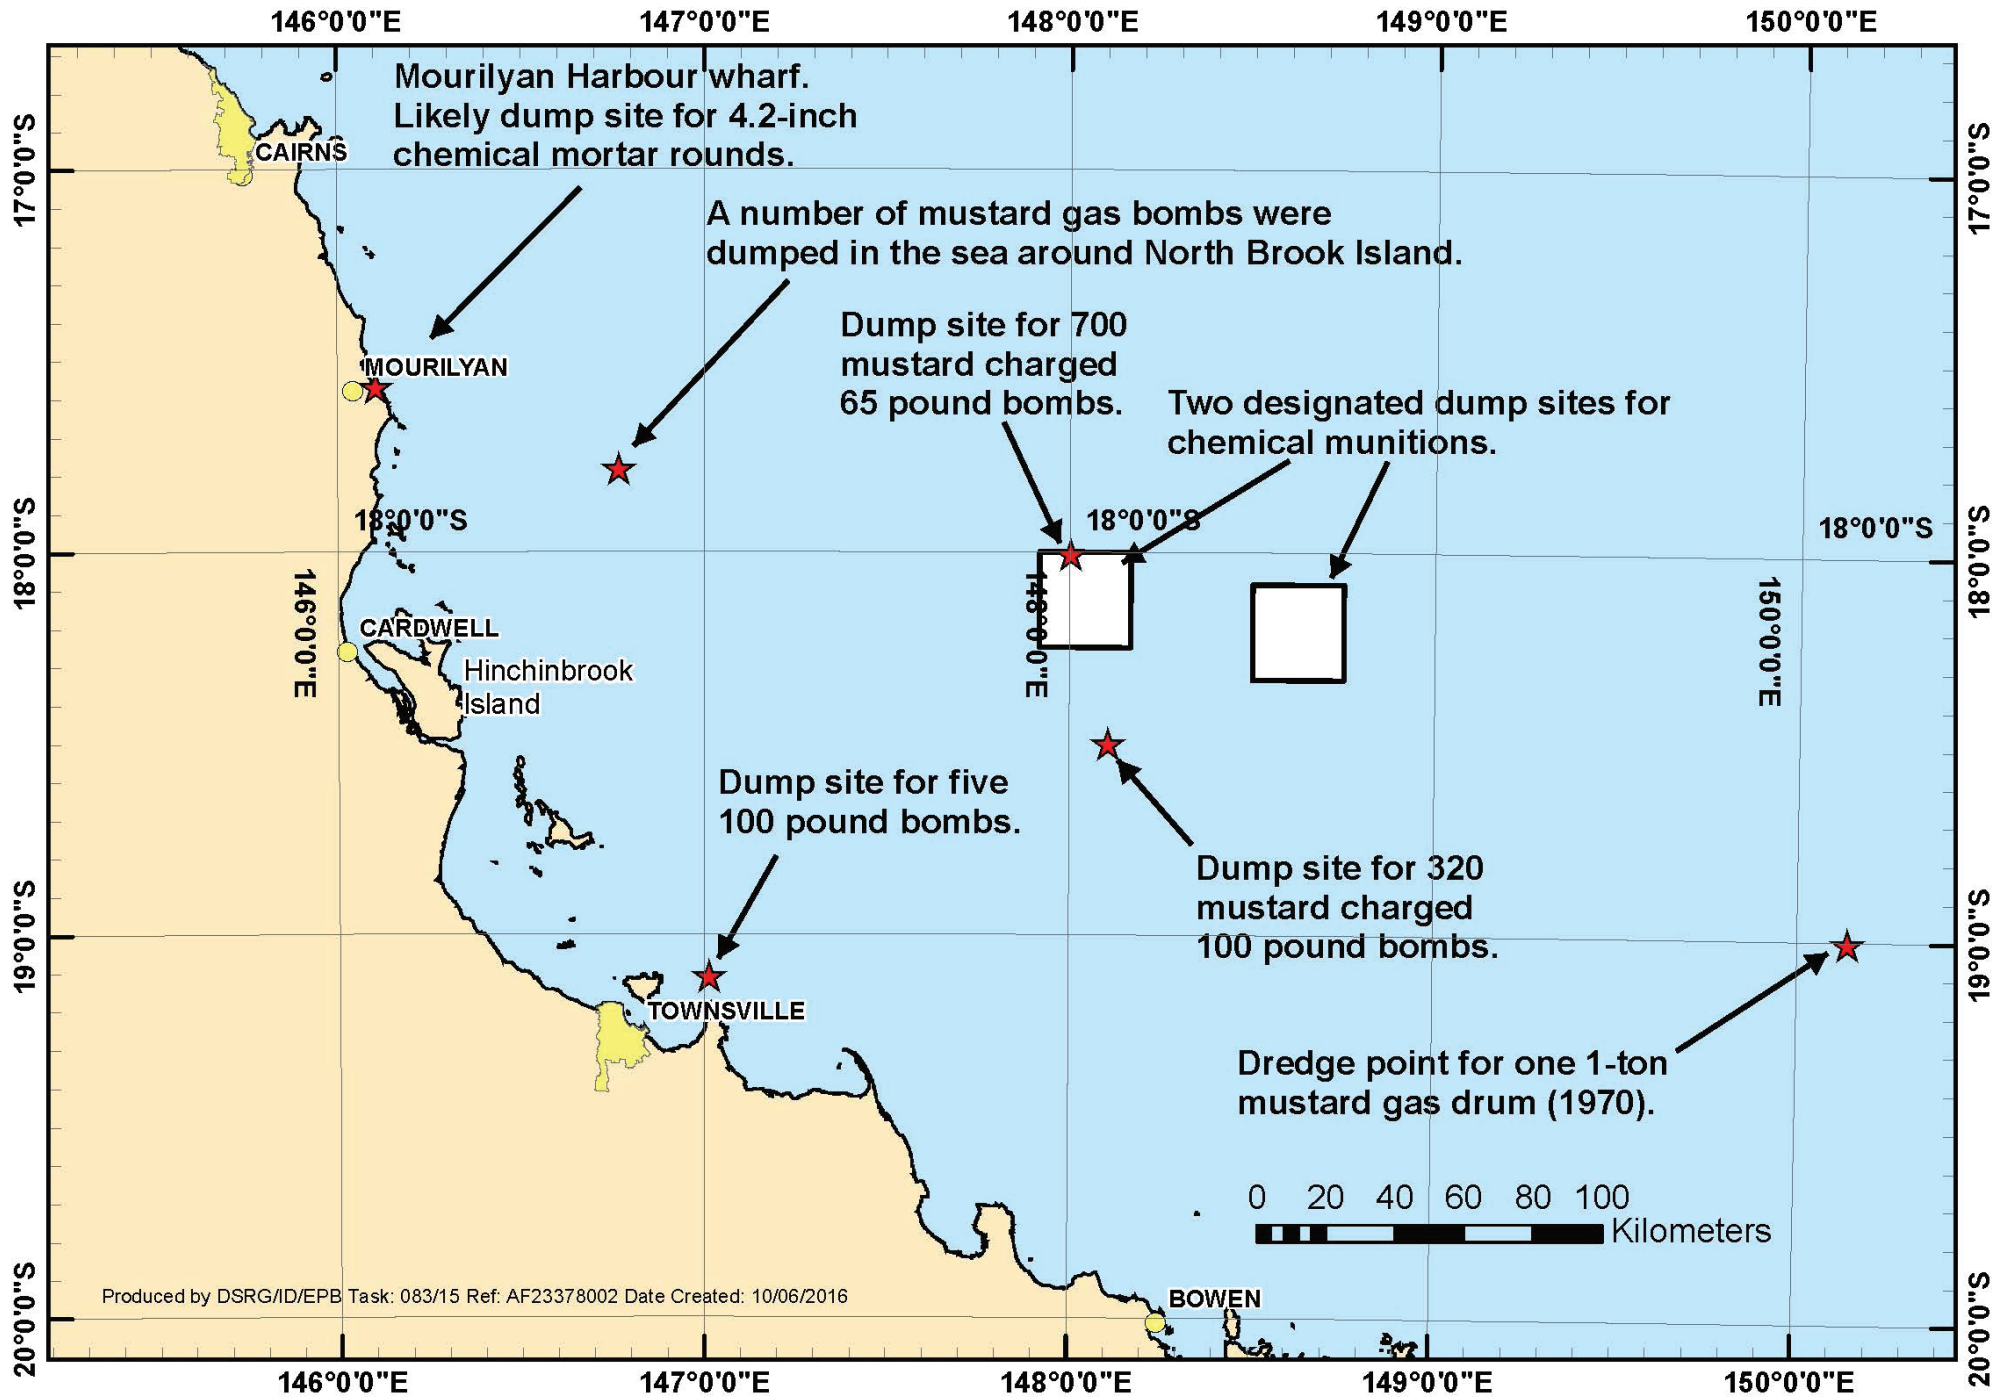 146°0'0"E 147°0'0"E 148°0'0"E 149°0'0"E 150°0'0"E
Mourilyan Harbour wharf.
Likely dump site for 4.2-inch
chemical mortar rounds.
CAIRNS
17°0'0"S
17°0'0"S
A number of mustard gas bombs were
dumped in the sea around North Brook Island.
Dump site for 700
mustard charged
65 pound bombs.
MOURILYAN
Two designated dump sites for
chemical munitions.
18°0'0"S
18°0'0"S
18°0'0"S
18°0'0"S
18°0'0"S
146°0'0"E
148°0'0"E
150°0'0"E
CARDWELL
Hinchinbrook
Island
Dump site for five
100 pound bombs.
Dump site for 320
mustard charged
100 pound bombs.
19°0'0"S
19°0'0"S
TOWNSVILLE
Dredge point for one 1-ton
mustard gas drum (1970).
0 20 40 60 80 100
Kilometers
Produced by DSRG/ID/EPB Task: 083/15 Ref: AF23378002 Date Created: 10/06/2016
BOWEN
20°0'0"S
20°0'0"S
146°0'0"E 147°0'0"E 148°0'0"E 149°0'0"E 150°0'0"E